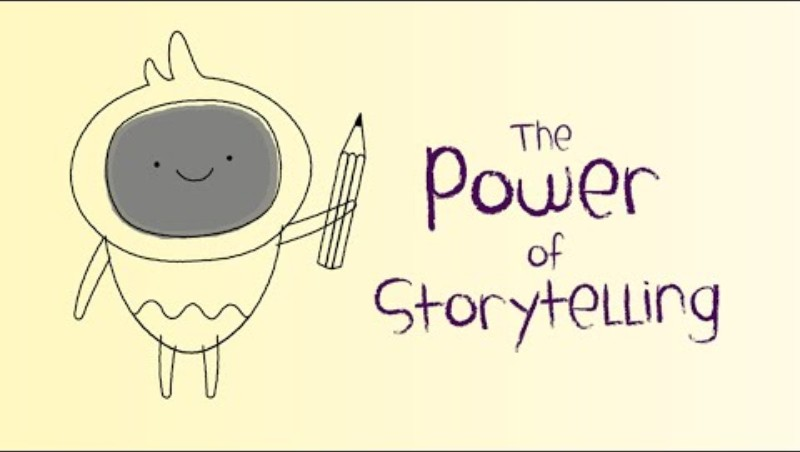 The
Power
of
Storytelling